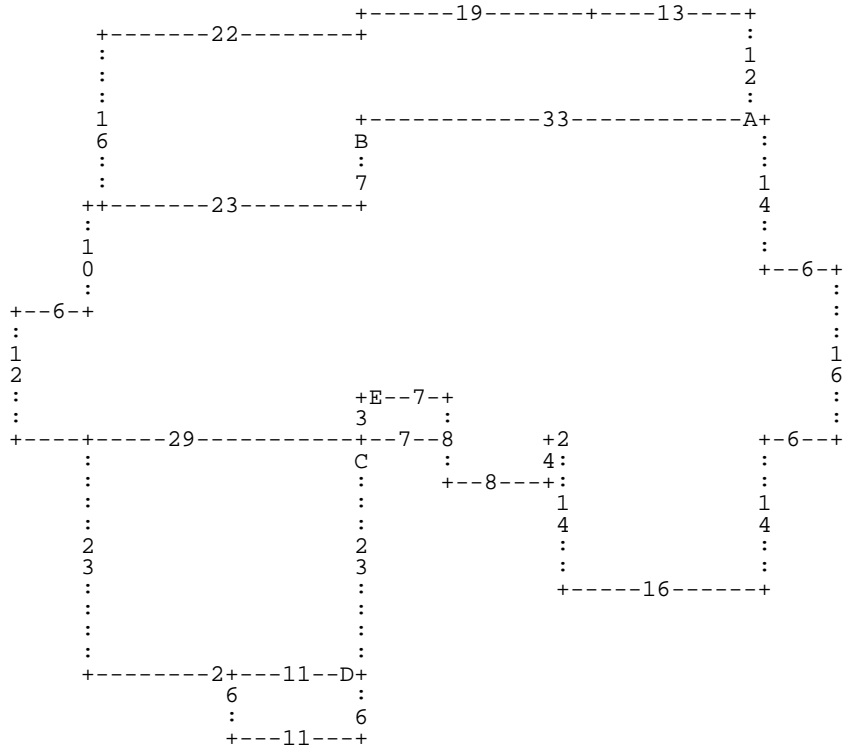 +------19-------+----13----+
      +-------22--------+                          :
      :                                            1
      :                                            2
      :                                            :
      1                 +------------33------------A+
      6                 B                           :
      :                 :                           :
      :                 7                           1
     ++-------23--------+                           4
     :                                              :
     1                                              :
     0                                              +--6-+
     :                                                   :
+--6-+                                                   :
:                                                        :
1                                                        1
2                                                        6
:                       +E--7-+                          :
:                       3     :                          :
+----+-----29-----------+--7--8      +2             +-6--+
     :                  C     :      4:             :
     :                  :     +--8---+:             :
     :                  :             1             1
     :                  :             4             4
     2                  2             :             :
     3                  3             :             :
     :                  :             +-----16------+
     :                  :
     :                  :
     :                  :
     +--------2+---11--D+
               6        :
               :        6
               +---11---+